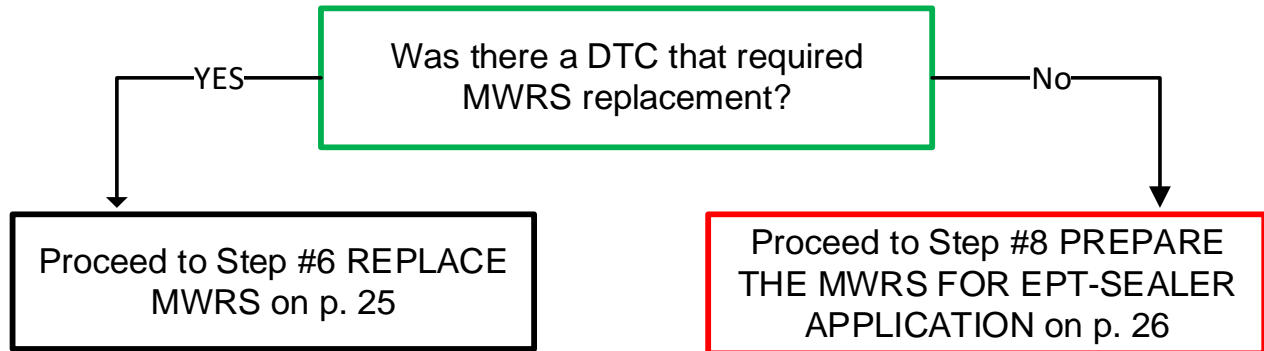 Was there a DTC that required
MWRS replacement?
YES
No
Proceed to Step #6 REPLACE
MWRS on p. 25
Proceed to Step #8 PREPARE
THE MWRS FOR EPT-SEALER
APPLICATION on p. 26